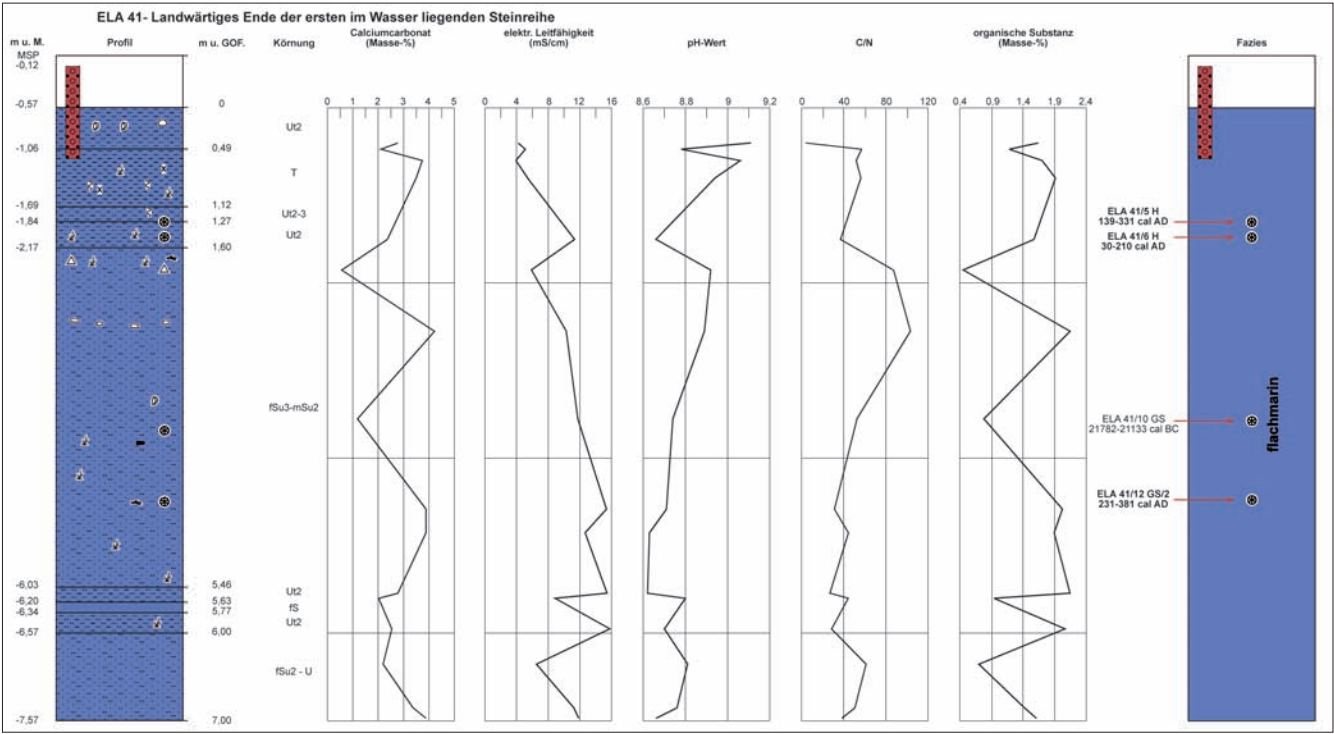 ELA 41- Landwärtiges Ende der ersten im Wasser liegenden Steinreihe
m u. M.
MSP
Profil
m u. GOF.
Körnung
Calciumcarbonat
(Masse-%)
elektr. Leitfähigkeit
(mS/cm)
pH-Wert
C/N
organische Substanz
(Masse-%)
Fazies
-0,12
-0,57
-1,06
-1,69
-1,84
-2,17
-6,03
-6,20
-6,34
-6,57
-7,57
0
0,49
1,12
1,27
1,60
5,46
5,63
5,77
6,00
7,00
Ut2
T
Ut2-3
Ut2
fSu3-mSu2
Ut2
fS
Ut2
fSu2 - U
0 1 2 3 4 5
0 4 8 12 16
8.6 8.8 9 9.2
0 40 80 120
0.4 0.9 1.4 1.9 2.4
ELA 41/5 H
139-331 cal AD
ELA 41/6 H
30-210 cal AD
ELA 41/10 GS
21782-21133 cal BC
ELA 41/12 GS/2
231-381 cal AD
flachmarin